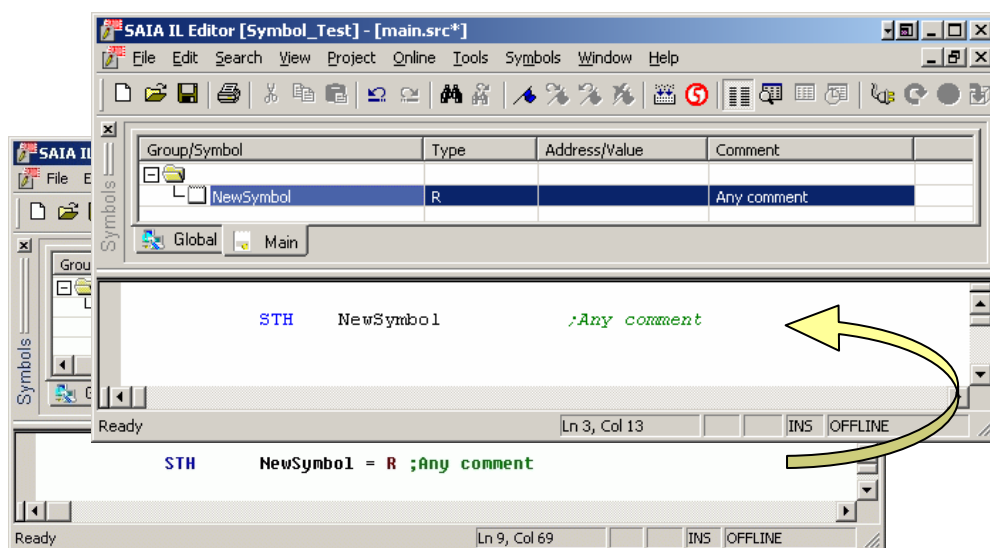 SAIA IL Editor [Symbol_Test] - [main.src*]
File Edit Search View Project Online Tools Symbols Window Help
Group/Symbol Type Address/Value Comment
NewSymbol R Any comment
Symbols
Global Main
STH NewSymbol ;Any comment
Ready Ln 3, Col 13 INS OFFLINE
SAIA IL
File E
Grou
Symbols
G
STH NewSymbol = R ;Any comment
Ready Ln 9, Col 69 INS OFFLINE